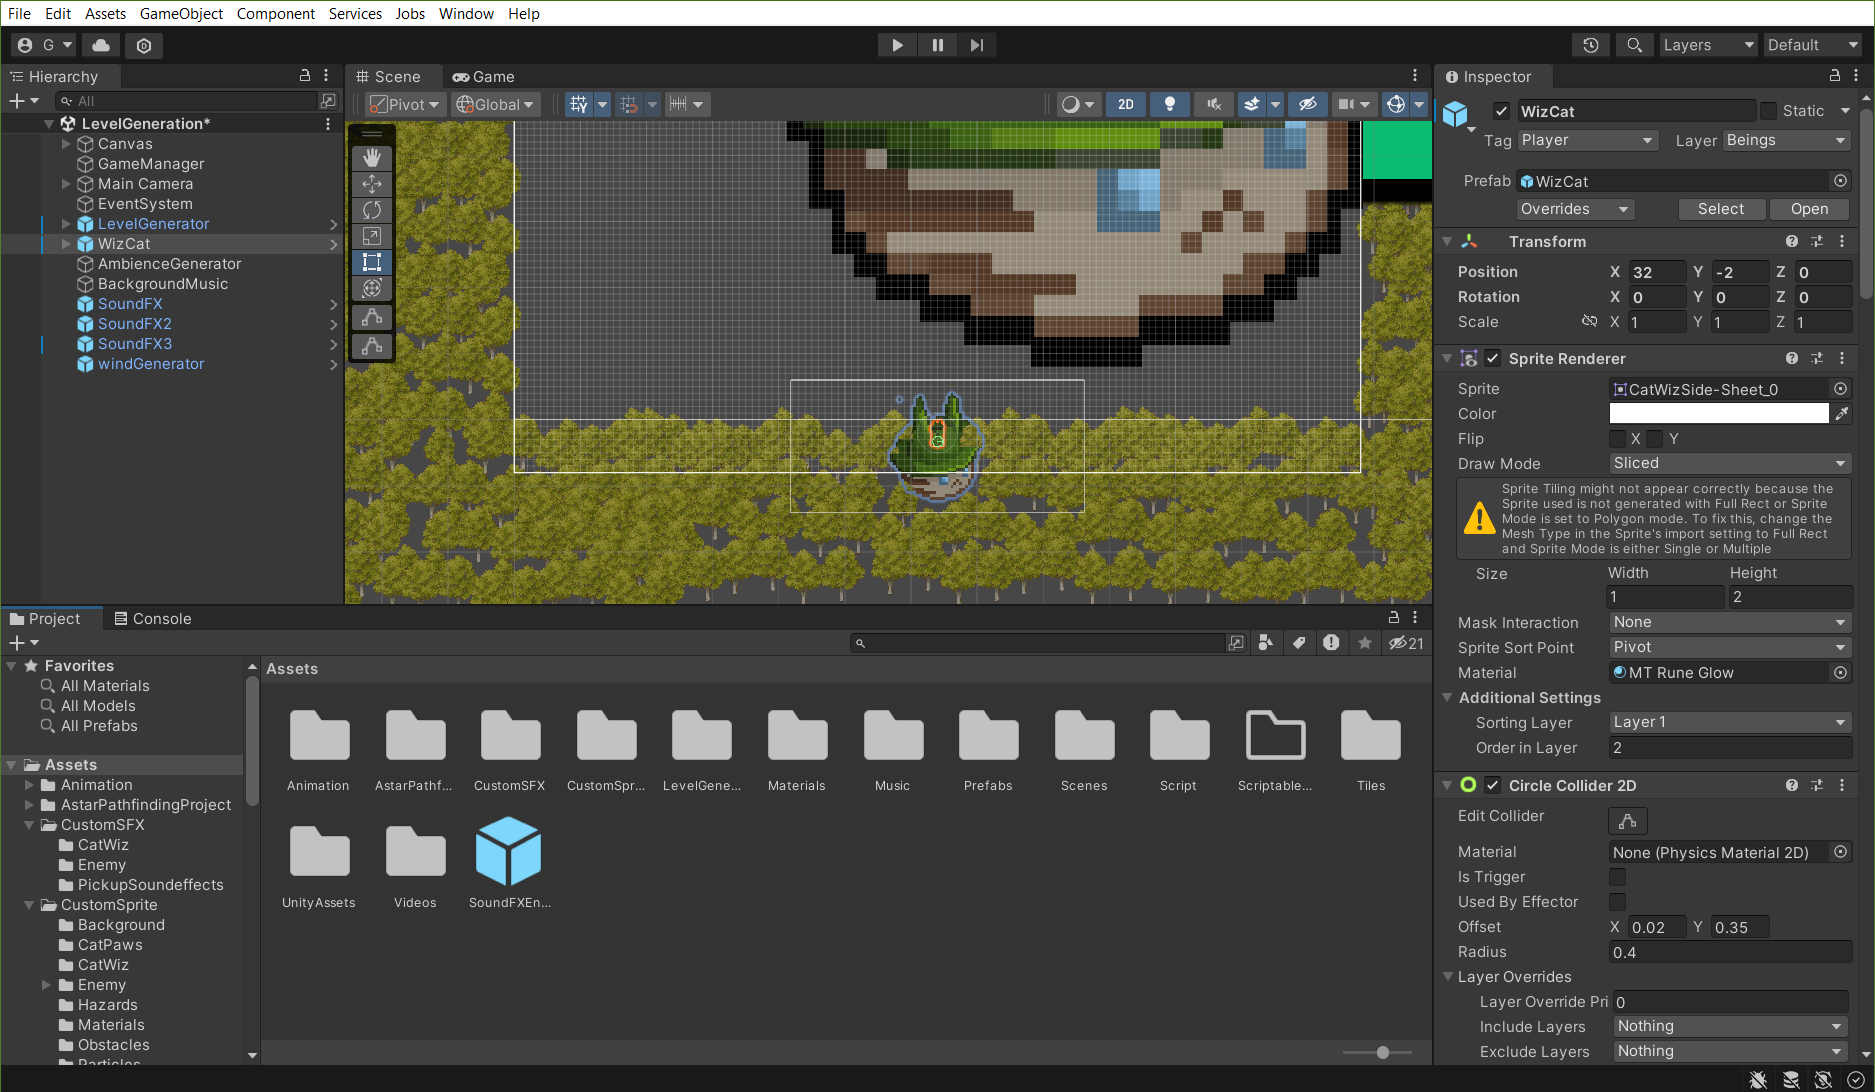 File Edit Assets GameObject Component Services Jobs Window Help
G Layers Default
Hierarchy
All
LevelGeneration*
Canvas
GameManager
Main Camera
EventSystem
LevelGenerator
WizCat
AmbienceGenerator
BackgroundMusic
SoundFX
SoundFX2
SoundFX3
windGenerator
Scene Game
Pivot Global 2D
Inspector
WizCat Static
Tag Player Layer Beings
Prefab WizCat
Overrides Select Open
Transform
Position X 32 Y -2 Z 0
Rotation X 0 Y 0 Z 0
Scale X 1 Y 1 Z 1
Sprite Renderer
Sprite CatWizSide-Sheet_0
Color
Flip X Y
Draw Mode Sliced
Sprite Tiling might not appear correctly because the
Sprite used is not generated with Full Rect or Sprite
Mode is set to Polygon mode. To fix this, change the
Mesh Type in the Sprite's import setting to Full Rect
and Sprite Mode is either Single or Multiple
Size Width Height
1 2
Mask Interaction None
Sprite Sort Point Pivot
Material MT Rune Glow
Additional Settings
Sorting Layer Layer 1
Order in Layer 2
Circle Collider 2D
Edit Collider
Material None (Physics Material 2D)
Is Trigger
Used By Effector
Offset X 0.02 Y 0.35
Radius 0.4
Layer Overrides
Layer Override Pri 0
Include Layers Nothing
Exclude Layers Nothing
Project Console
21
Favorites
All Materials
All Models
All Prefabs
Assets
Animation
AstarPathfindingProject
CustomSFX
CatWiz
Enemy
PickupSoundeffects
CustomSprite
Background
CatPaws
CatWiz
Enemy
Hazards
Materials
Obstacles
Particles
Assets
Animation AstarPathf... CustomSFX CustomSpr... LevelGene... Materials Music Prefabs Scenes Script Scriptable... Tiles
UnityAssets Videos SoundFXEn...